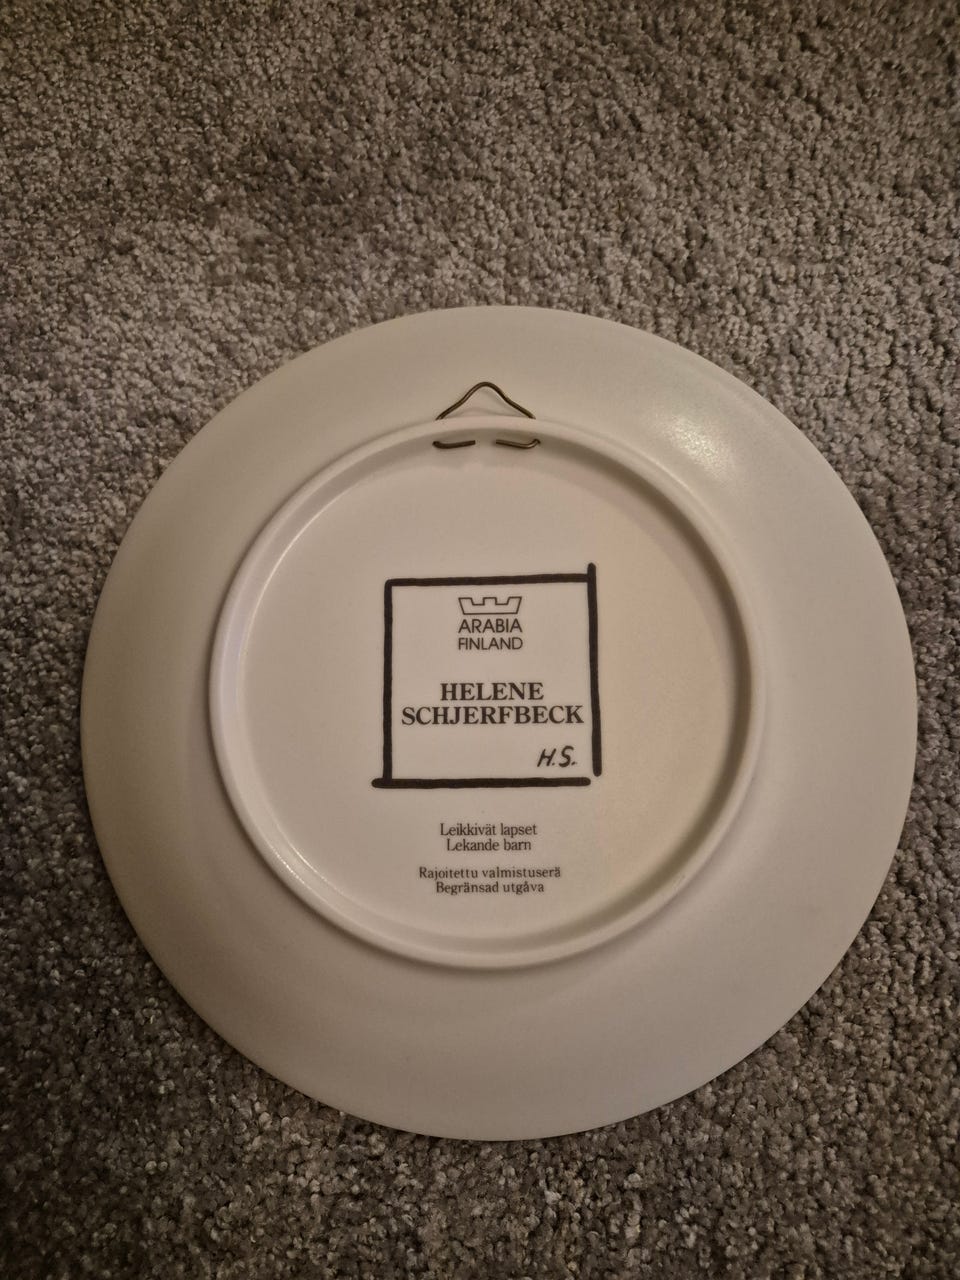 ARABIA
FINLAND
HELENE
SCHJERFBECK
H.S.
Leikkivät lapset
Lekande barn
Rajoitettu valmistuserä
Begränsad utgåva